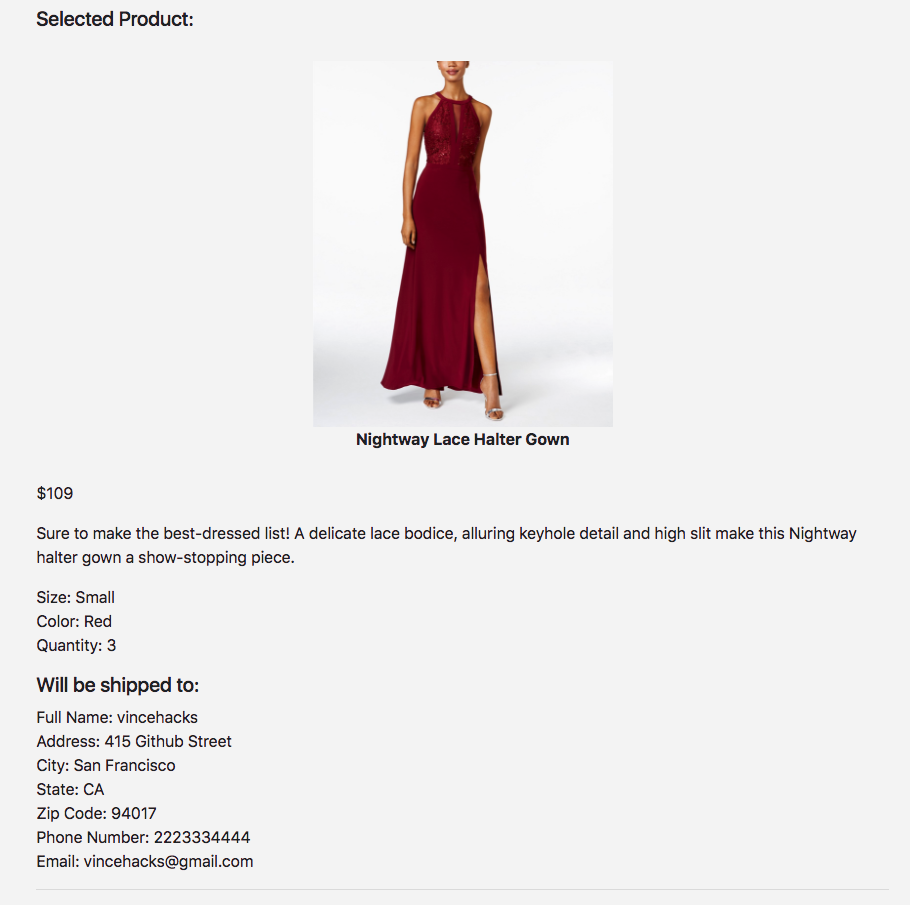 Selected Product:
Nightway Lace Halter Gown
$109
Sure to make the best-dressed list! A delicate lace bodice, alluring keyhole detail and high slit make this Nightway
halter gown a show-stopping piece.
Size: Small
Color: Red
Quantity: 3
Will be shipped to:
Full Name: vincehacks
Address: 415 Github Street
City: San Francisco
State: CA
Zip Code: 94017
Phone Number: 2223334444
Email: vincehacks@gmail.com